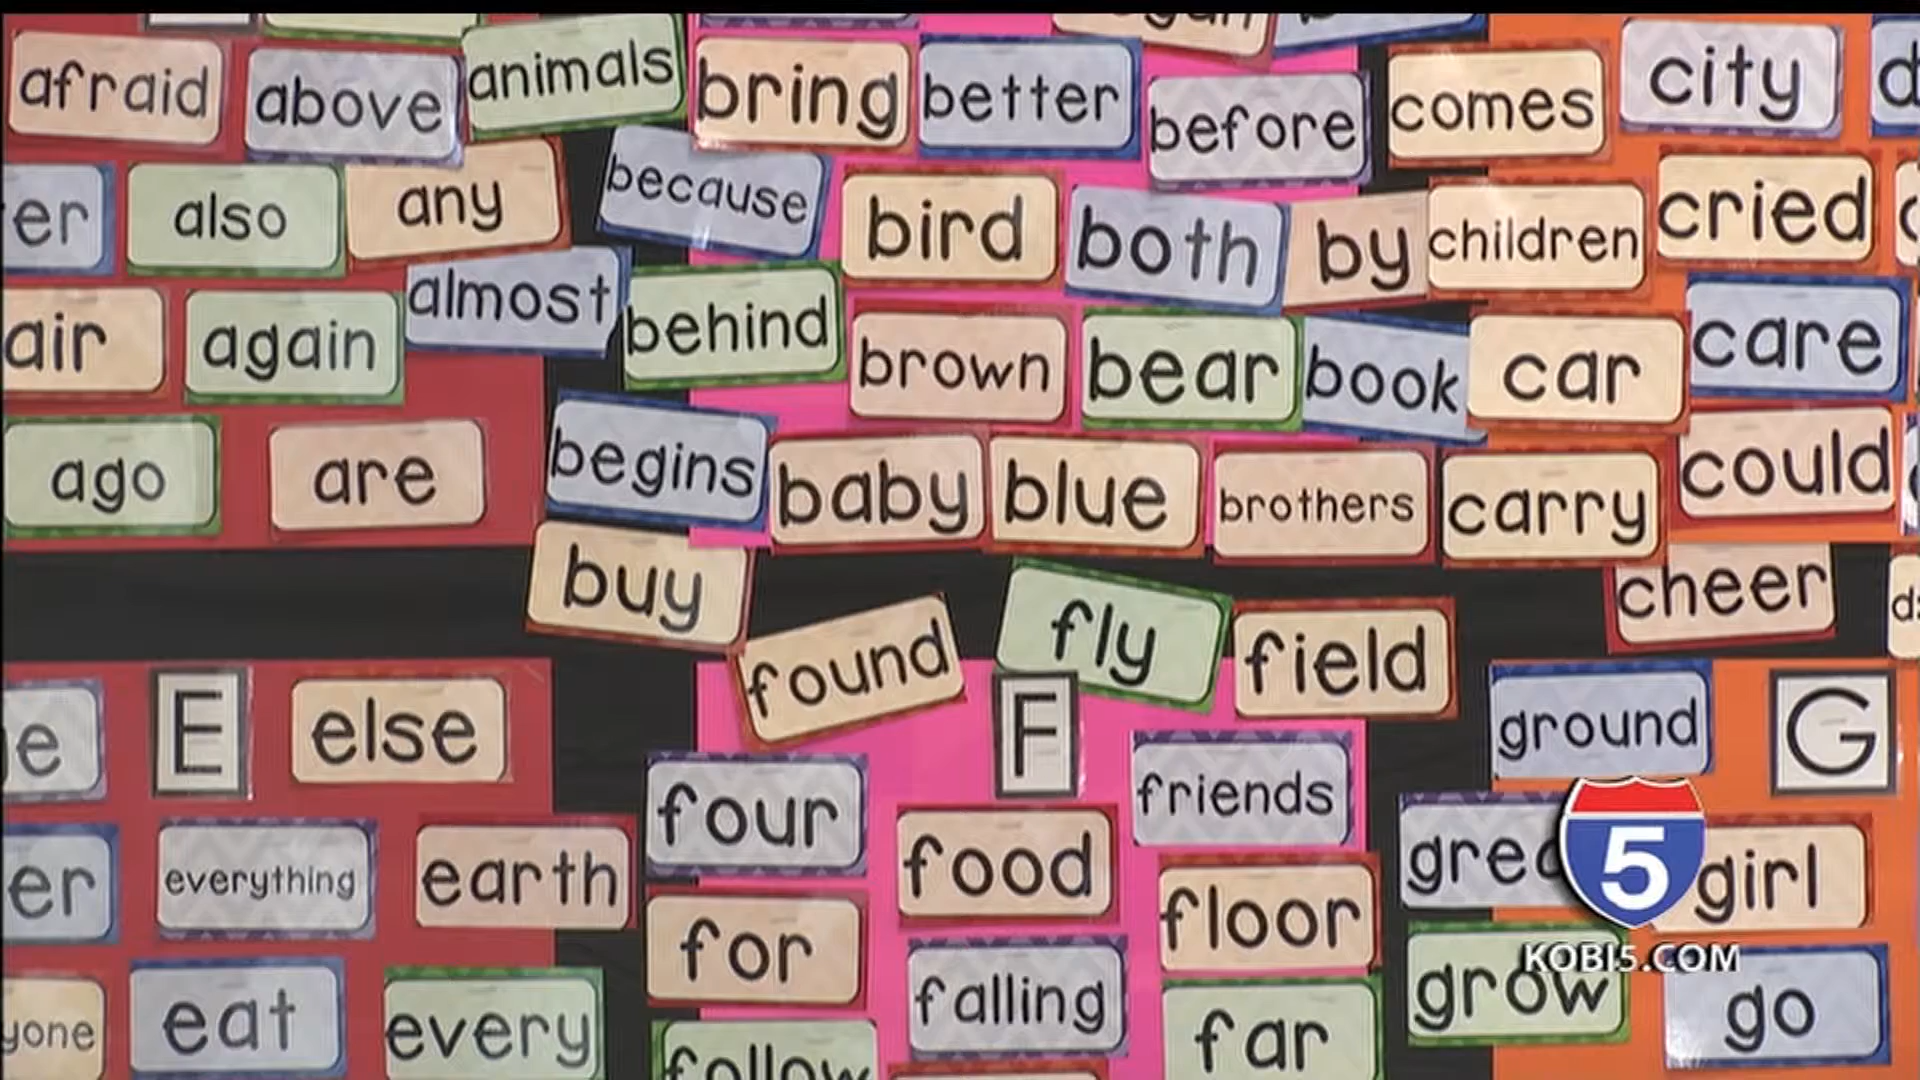 afraid
above
animals
bring
better
before
comes
city
also
any
because
bird
both
by
children
cried
air
again
almost
behind
brown
bear
book
car
care
ago
are
begins
baby
blue
brothers
carry
could
buy
found
fly
field
cheer
E
else
F
friends
ground
G
everything
earth
four
food
floor
girl
5
KOBI5.COM
eat
every
for
falling
far
grow
go
follow